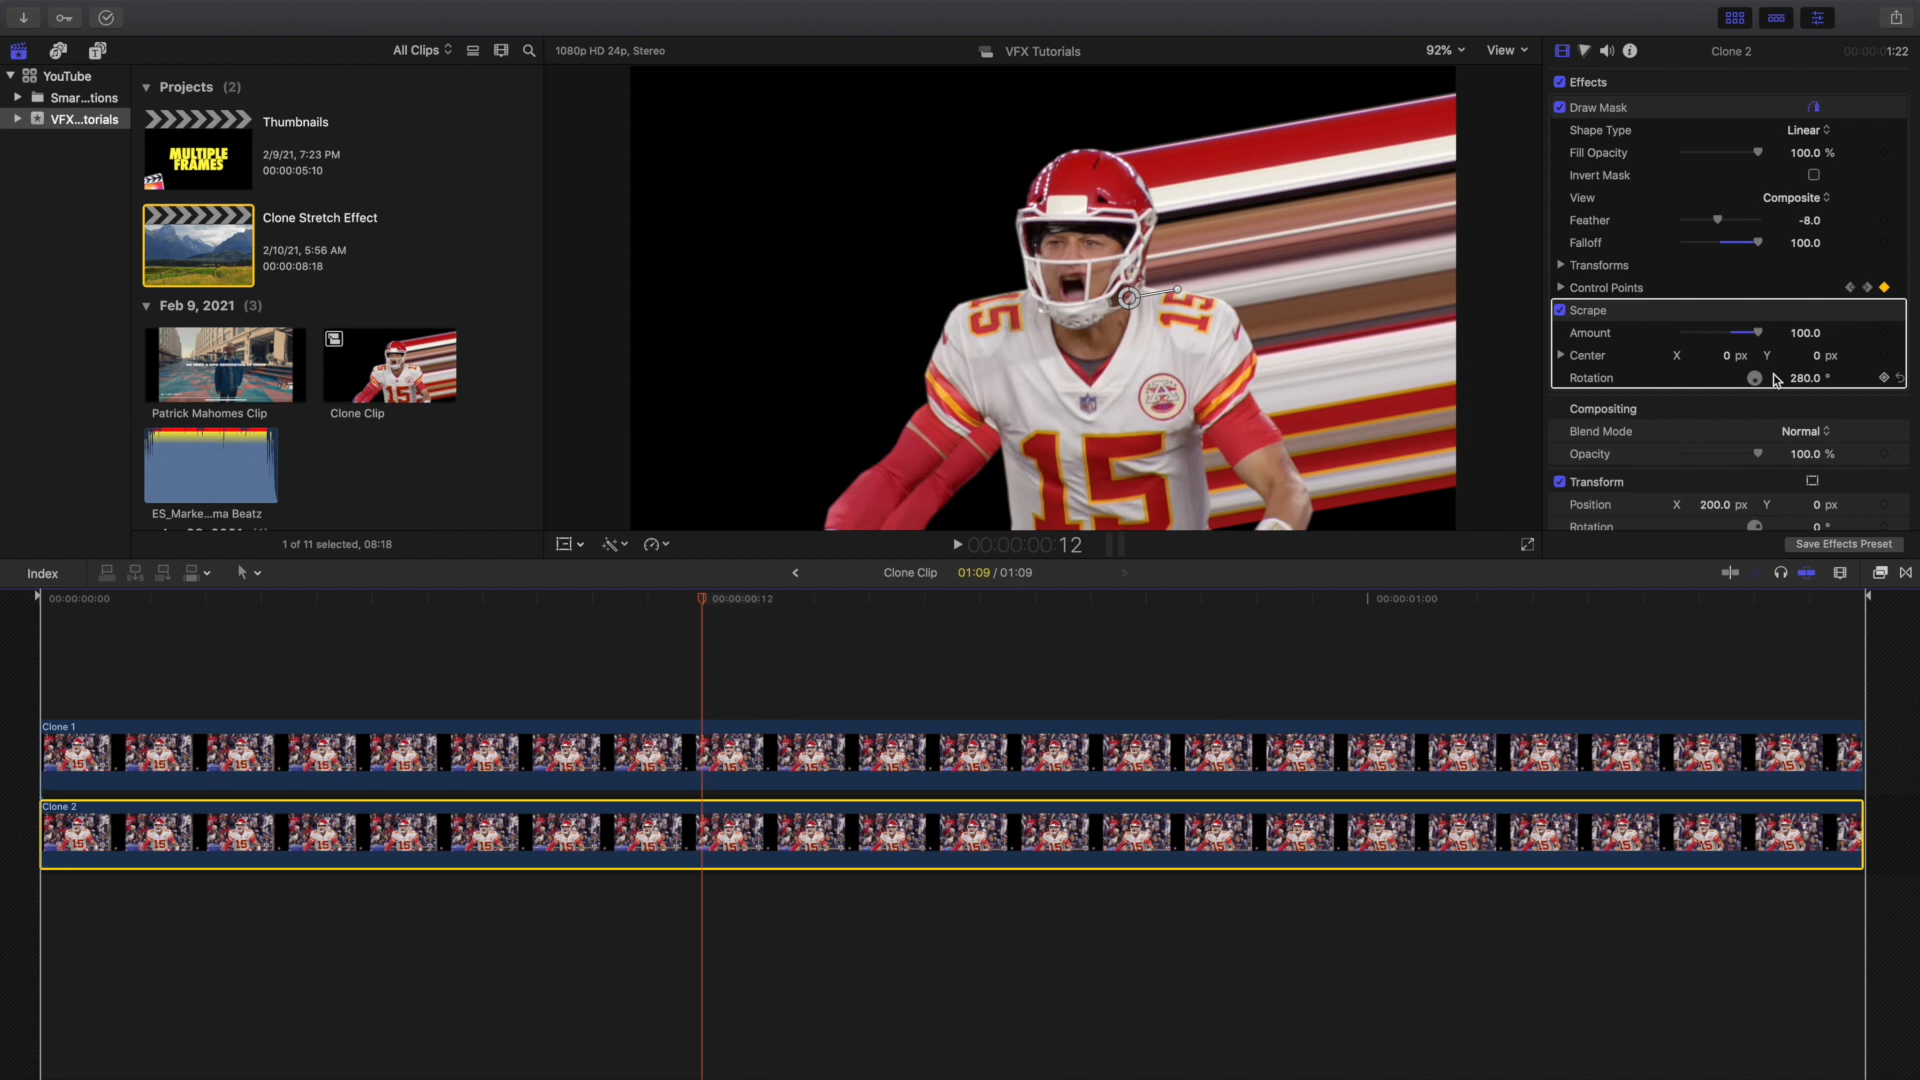 All Clips
1080p HD 24p, Stereo
VFX Tutorials
92%
View
Clone 2
00:00:01:22
YouTube
Smar...tions
VFX...torials
Projects (2)
Thumbnails
MULTIPLE
FRAMES
2/9/21, 7:23 PM
00:00:05:10
Clone Stretch Effect
2/10/21, 5:56 AM
00:00:08:18
Feb 9, 2021 (3)
Patrick Mahomes Clip
Clone Clip
ES_Marke...ma Beatz
1 of 11 selected, 08:18
15
15
15
Effects
Draw Mask
Shape Type Linear
Fill Opacity 100.0 %
Invert Mask
View Composite
Feather -8.0
Falloff 100.0
Transforms
Control Points
Scrape
Amount 100.0
Center X 0 px Y 0 px
Rotation 280.0 °
Compositing
Blend Mode Normal
Opacity 100.0 %
Transform
Position X 200.0 px Y 0 px
Rotation 0 °
Save Effects Preset
00:00:00:12
Index
Clone Clip 01:09 / 01:09
00:00:00:00
00:00:00:12
00:00:01:00
Clone 1
Clone 2